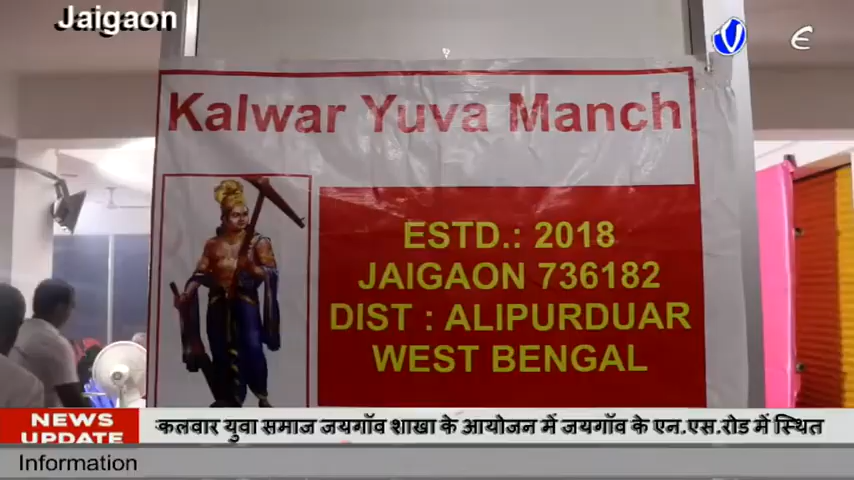 Jaigaon
Kalwar Yuva Manch
ESTD.: 2018
JAIGAON 736182
DIST : ALIPURDUAR
WEST BENGAL
NEWS
UPDATE
कलवार युवा समाज जयगाॅव शाखा के आयोजन में जयगाॅव के एन.एस.रोड में स्थित
Information